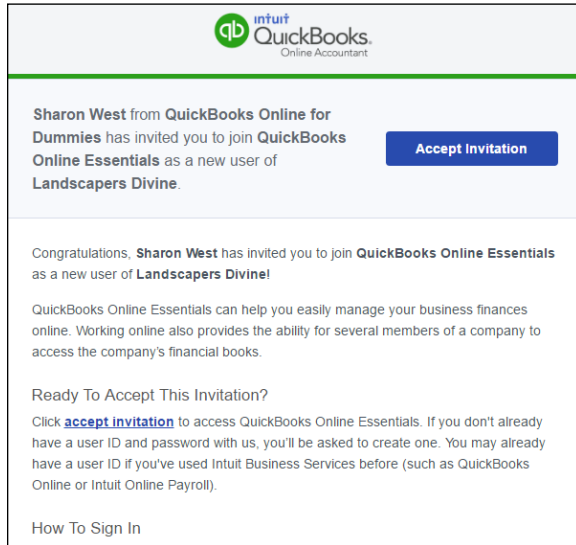 intuit
qb QuickBooks.
Online Accountant
Sharon West from QuickBooks Online for
Dummies has invited you to join QuickBooks
Online Essentials as a new user of
Landscapers Divine.
Accept Invitation
Congratulations, Sharon West has invited you to join QuickBooks Online Essentials
as a new user of Landscapers Divine!
QuickBooks Online Essentials can help you easily manage your business finances
online. Working online also provides the ability for several members of a company to
access the company's financial books.
Ready To Accept This Invitation?
Click accept invitation to access QuickBooks Online Essentials. If you don't already
have a user ID and password with us, you'll be asked to create one. You may already
have a user ID if you've used Intuit Business Services before (such as QuickBooks
Online or Intuit Online Payroll).
How To Sign In